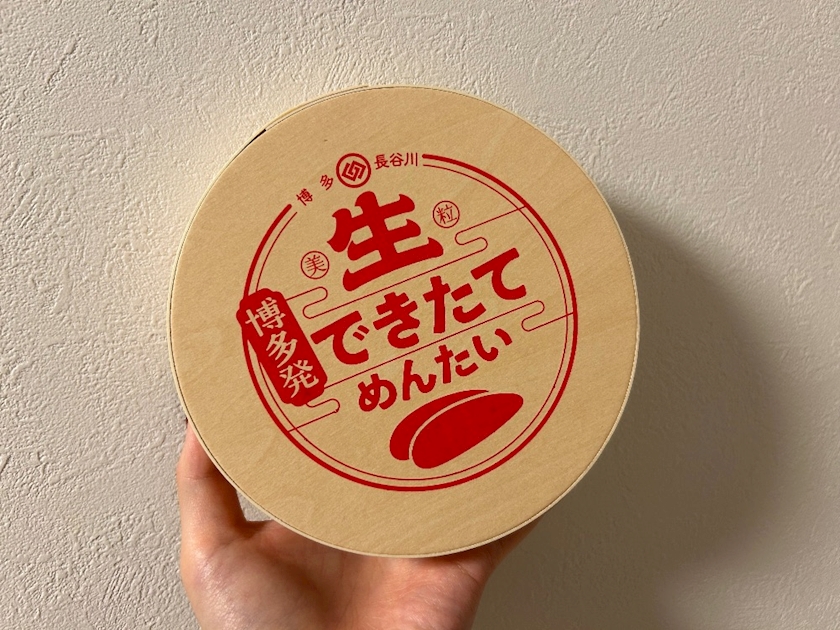 博多 長谷川
生
美粒
できたて
めんたい
博多発